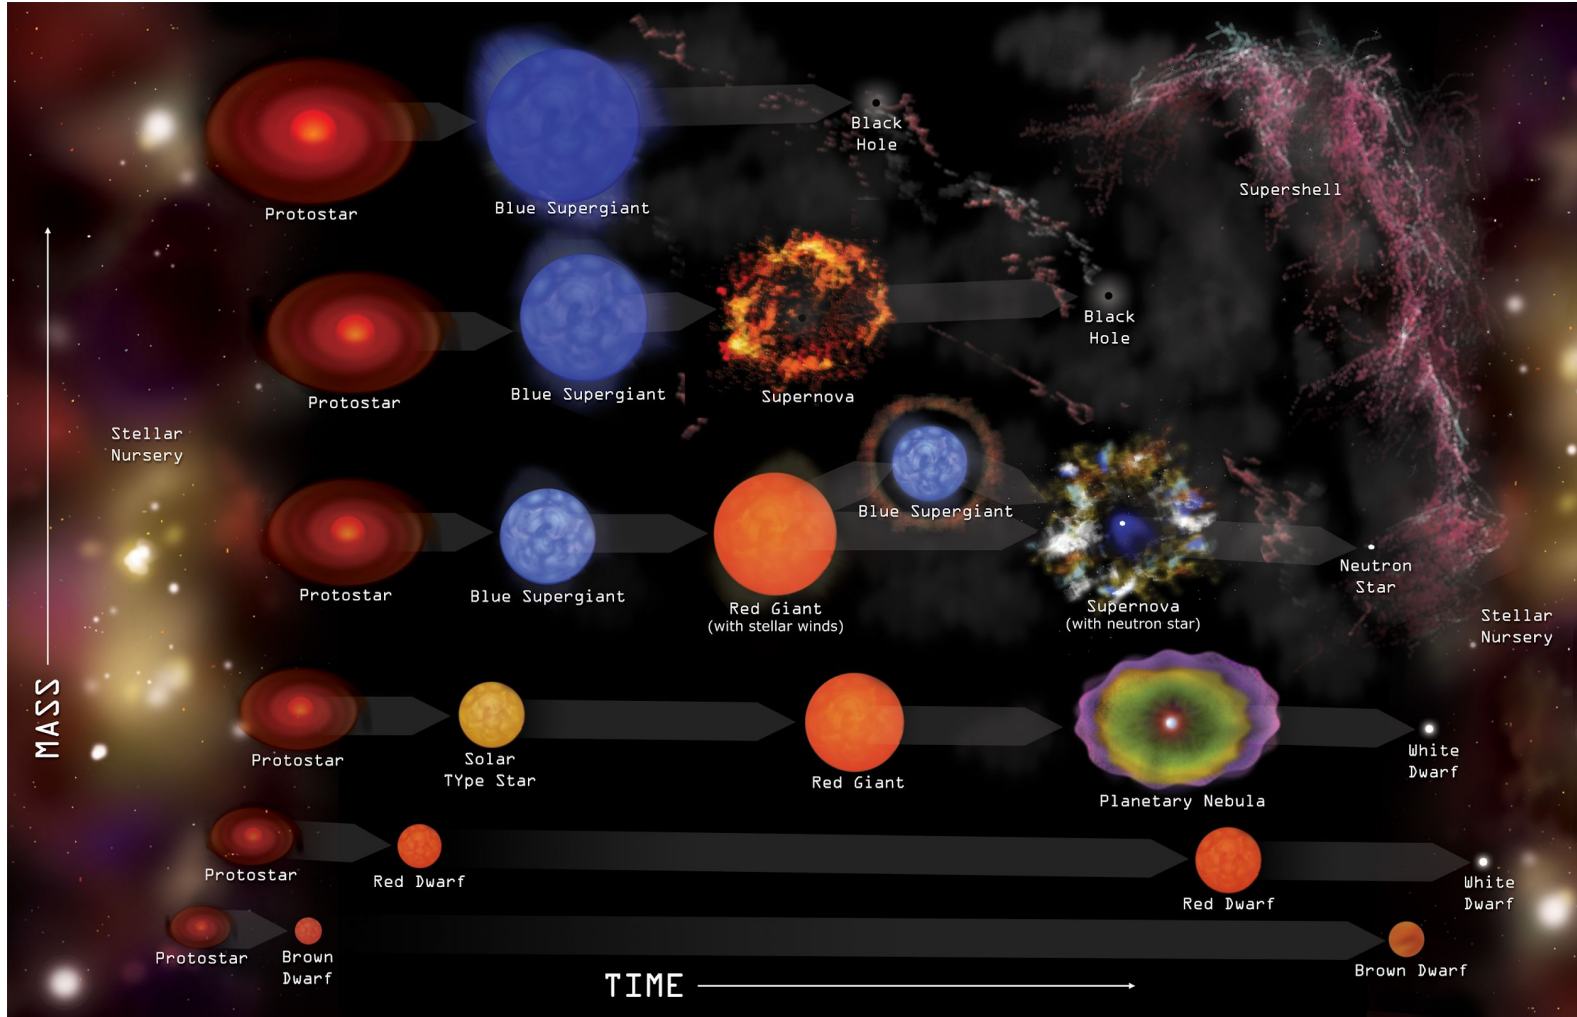 Protostar
Blue Supergiant
Black
Hole
Supershell
Protostar
Blue Supergiant
Supernova
Black
Hole
Stellar
Nursery
Protostar
Blue Supergiant
Red Giant
(with stellar winds)
Blue Supergiant
Supernova
(with neutron star)
Neutron
Star
Stellar
Nursery
MASS
Protostar
Solar
TYpe Star
Red Giant
Planetary Nebula
White
Dwarf
Protostar
Red Dwarf
Red Dwarf
White
Dwarf
Protostar
Brown
Dwarf
Brown Dwarf
TIME